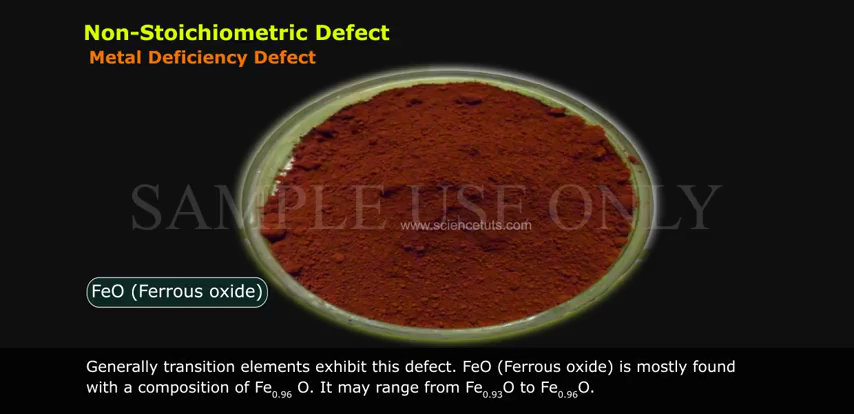 Non-Stoichiometric Defect
Metal Deficiency Defect
SAMPLE USE ONLY
www.sciencetuts.com
FeO (Ferrous oxide)
Generally transition elements exhibit this defect. FeO (Ferrous oxide) is mostly found
with a composition of Fe₀.₉₆ O. It may range from Fe₀.₉₃O to Fe₀.₉₆O.